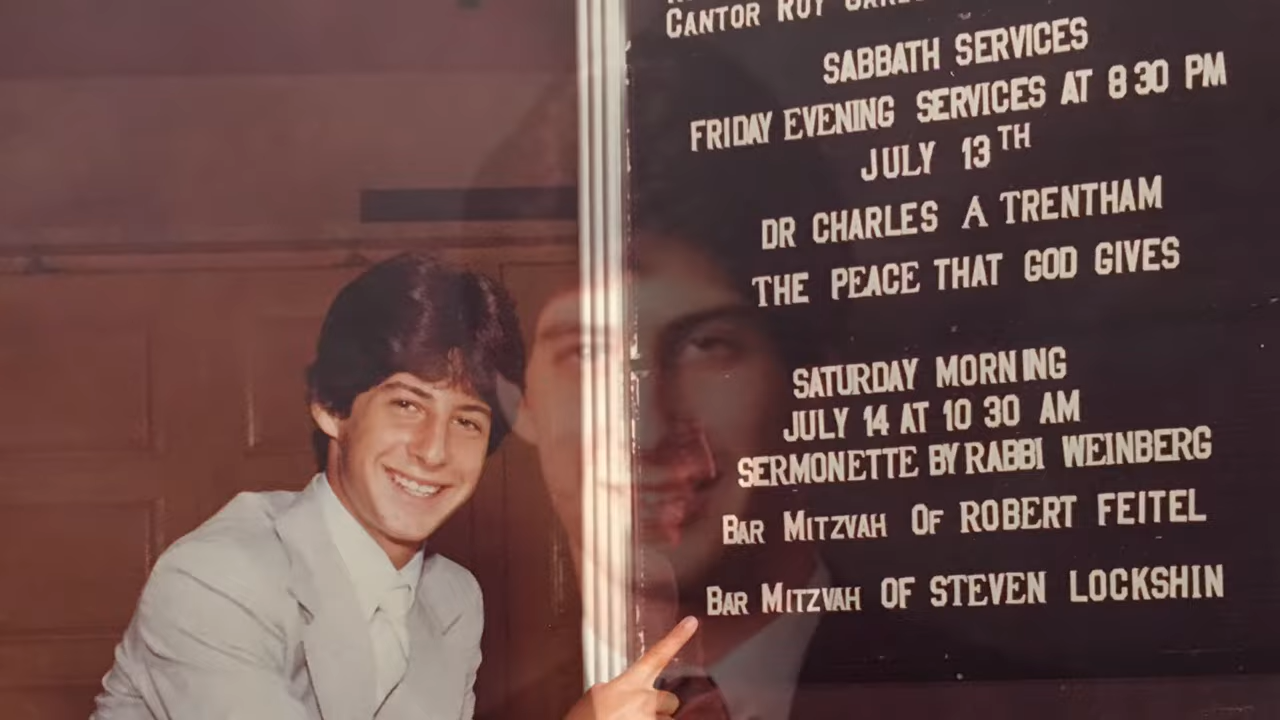 CANTOR ROY
SABBATH SERVICES
FRIDAY EVENING SERVICES AT 8 30 PM
JULY 13TH
DR CHARLES A TRENTHAM
THE PEACE THAT GOD GIVES
SATURDAY MORNING
JULY 14 AT 10 30 AM
SERMONETTE BY RABBI WEINBERG
BAR MITZVAH OF ROBERT FEITEL
BAR MITZVAH OF STEVEN LOCKSHIN